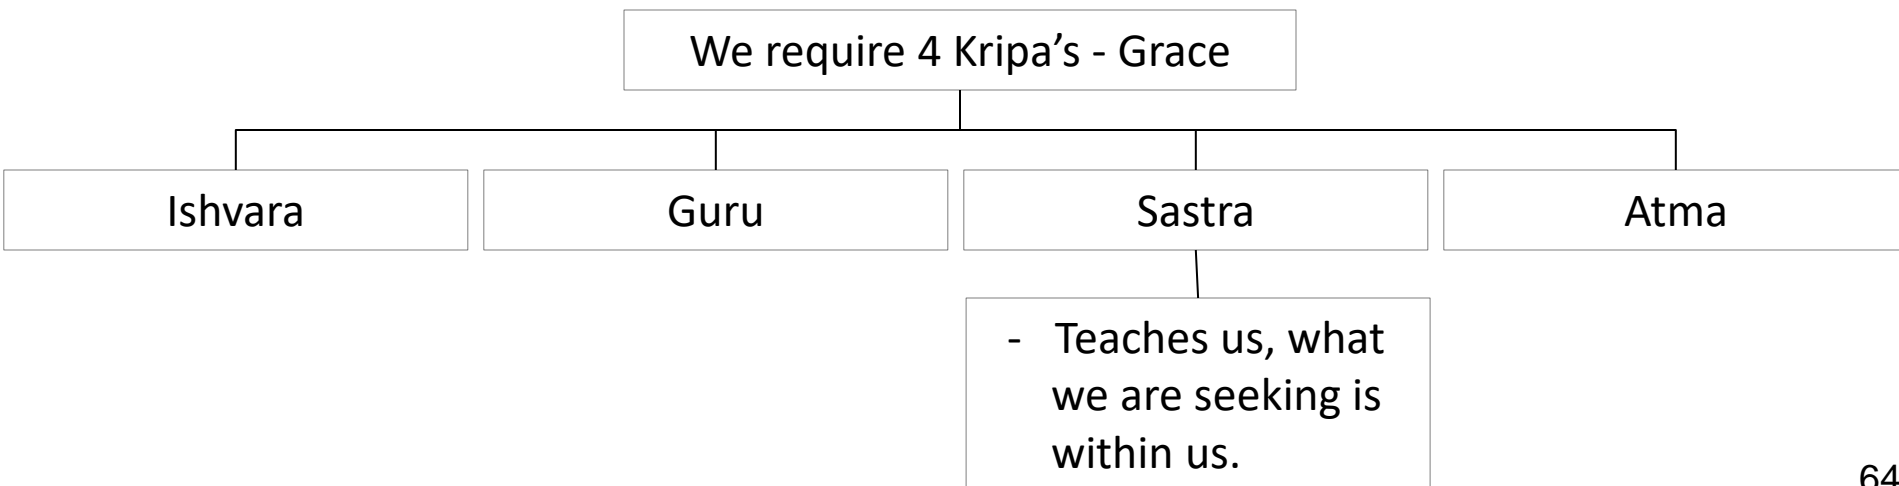 We require 4 Kripa’s - Grace
Ishvara
Guru
Sastra
Atma
- Teaches us, what
we are seeking is
within us.
64